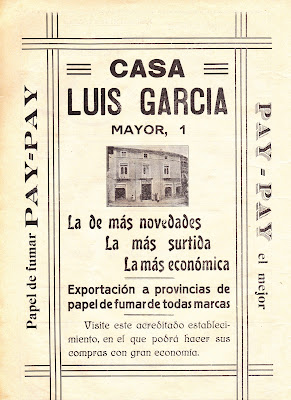 CASA
LUIS GARCIA
MAYOR, 1
La de más novedades
La más surtida
La más económica
Exportación a provincias de
papel de fumar de todas marcas
Visite este acreditado estableci-
miento, en el que podrá hacer sus
compras con gran economía.
Papel de fumar PAY-PAY
PAY-PAY el mejor